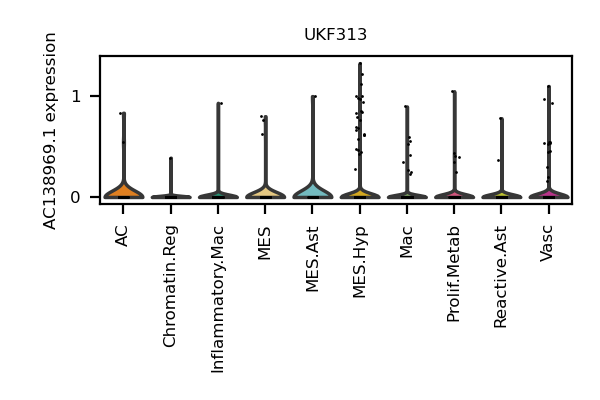 UKF313
AC138969.1 expression
1
0
AC
Chromatin.Reg
Inflammatory.Mac
MES
MES.Ast
MES.Hyp
Mac
Prolif.Metab
Reactive.Ast
Vasc